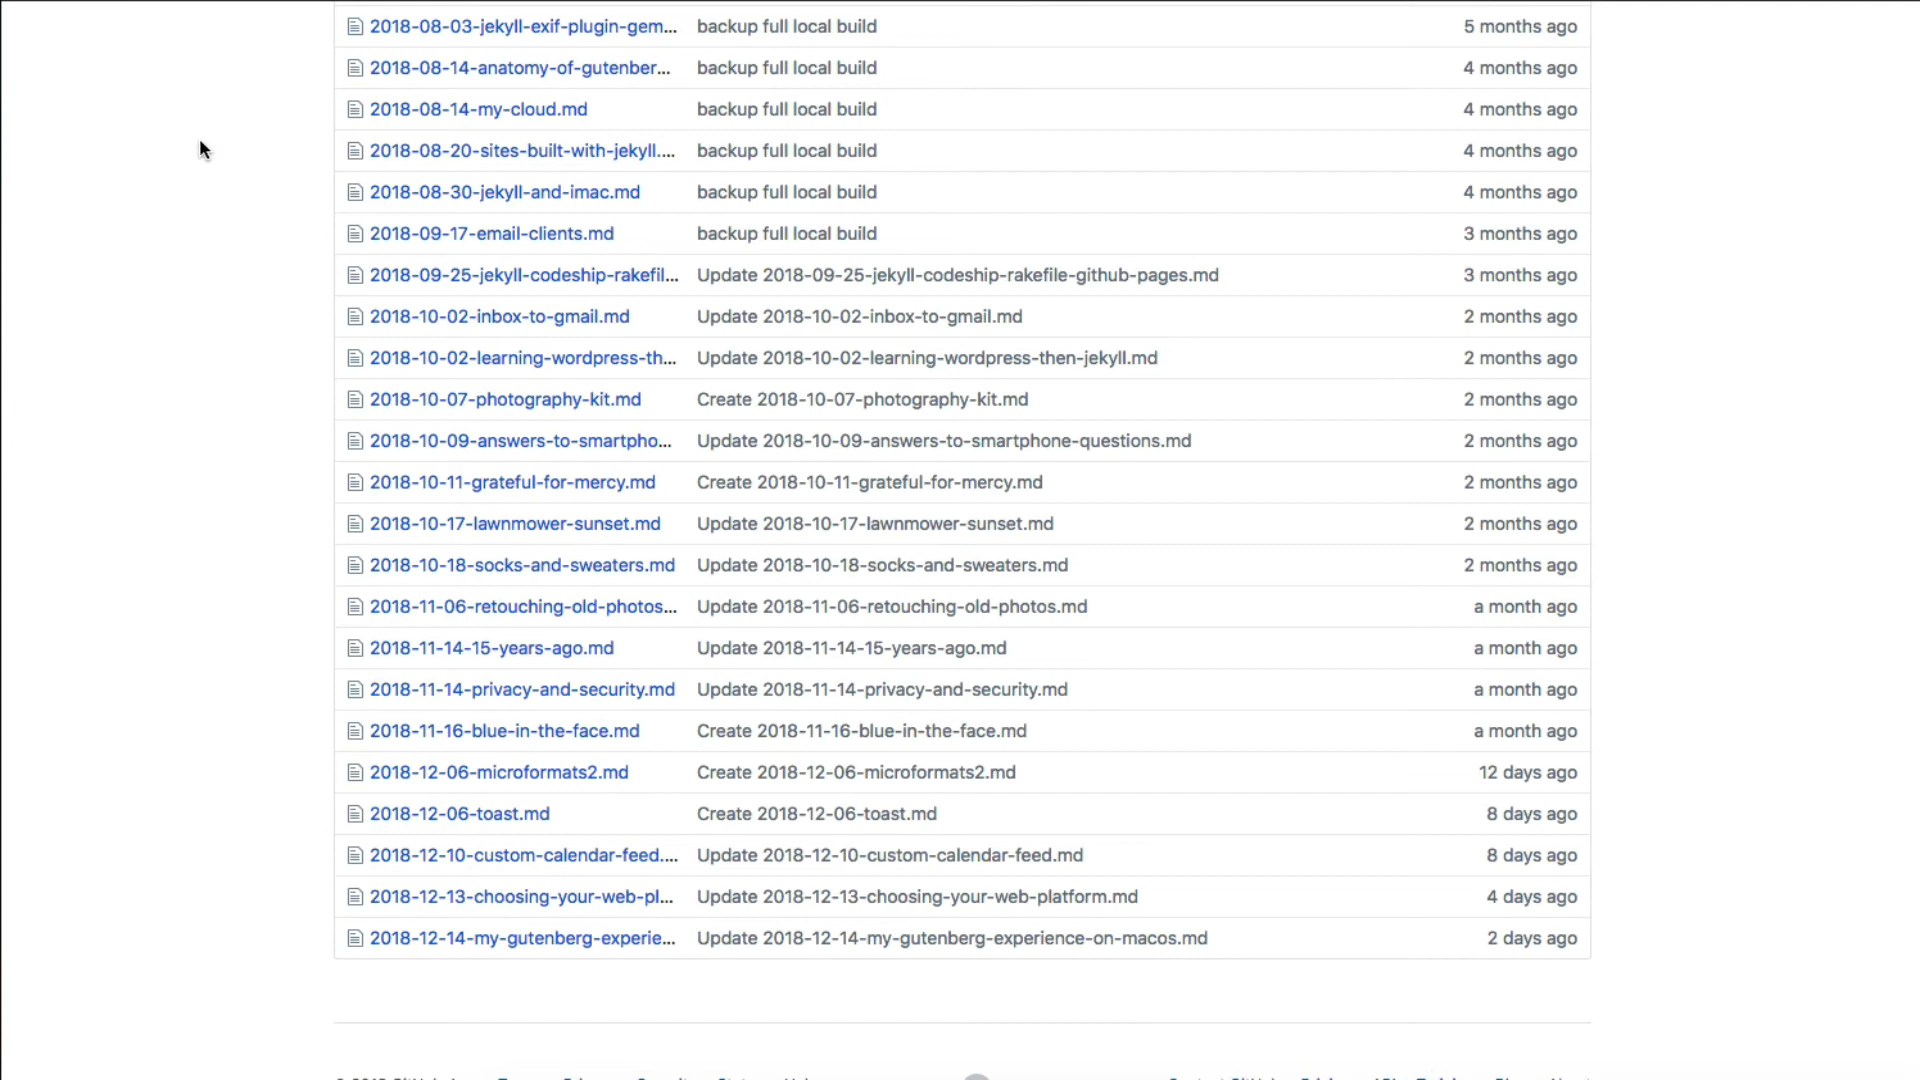 2018-08-03-jekyll-exif-plugin-gem... backup full local build 5 months ago
2018-08-14-anatomy-of-gutenber... backup full local build 4 months ago
2018-08-14-my-cloud.md backup full local build 4 months ago
2018-08-20-sites-built-with-jekyll.... backup full local build 4 months ago
2018-08-30-jekyll-and-imac.md backup full local build 4 months ago
2018-09-17-email-clients.md backup full local build 3 months ago
2018-09-25-jekyll-codeship-rakefil... Update 2018-09-25-jekyll-codeship-rakefile-github-pages.md 3 months ago
2018-10-02-inbox-to-gmail.md Update 2018-10-02-inbox-to-gmail.md 2 months ago
2018-10-02-learning-wordpress-th... Update 2018-10-02-learning-wordpress-then-jekyll.md 2 months ago
2018-10-07-photography-kit.md Create 2018-10-07-photography-kit.md 2 months ago
2018-10-09-answers-to-smartpho... Update 2018-10-09-answers-to-smartphone-questions.md 2 months ago
2018-10-11-grateful-for-mercy.md Create 2018-10-11-grateful-for-mercy.md 2 months ago
2018-10-17-lawnmower-sunset.md Update 2018-10-17-lawnmower-sunset.md 2 months ago
2018-10-18-socks-and-sweaters.md Update 2018-10-18-socks-and-sweaters.md 2 months ago
2018-11-06-retouching-old-photos... Update 2018-11-06-retouching-old-photos.md a month ago
2018-11-14-15-years-ago.md Update 2018-11-14-15-years-ago.md a month ago
2018-11-14-privacy-and-security.md Update 2018-11-14-privacy-and-security.md a month ago
2018-11-16-blue-in-the-face.md Create 2018-11-16-blue-in-the-face.md a month ago
2018-12-06-microformats2.md Create 2018-12-06-microformats2.md 12 days ago
2018-12-06-toast.md Create 2018-12-06-toast.md 8 days ago
2018-12-10-custom-calendar-feed.... Update 2018-12-10-custom-calendar-feed.md 8 days ago
2018-12-13-choosing-your-web-pl... Update 2018-12-13-choosing-your-web-platform.md 4 days ago
2018-12-14-my-gutenberg-experie... Update 2018-12-14-my-gutenberg-experience-on-macos.md 2 days ago